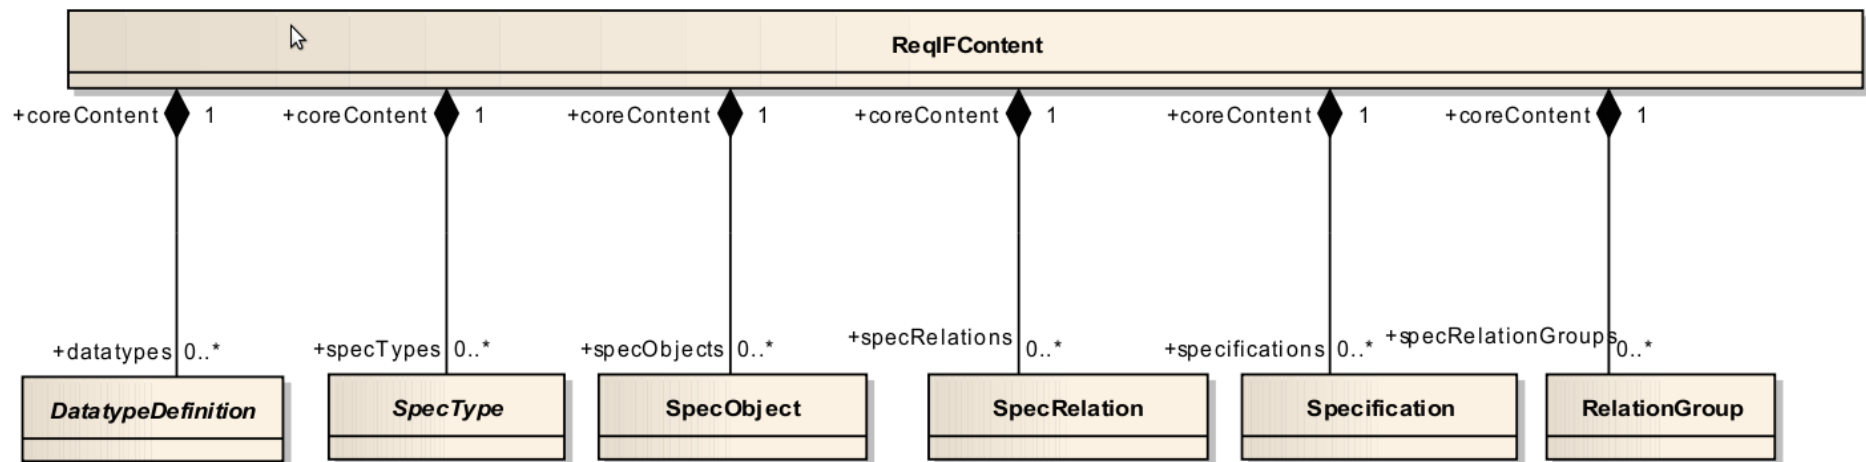 ReqIFContent
+coreContent 1 +coreContent 1 +coreContent 1 +coreContent 1 +coreContent 1 +coreContent 1
+datatypes 0..* +specTypes 0..* +specObjects 0..* +specRelations 0..* +specifications 0..* +specRelationGroups 0..*
DatatypeDefinition SpecType SpecObject SpecRelation Specification RelationGroup